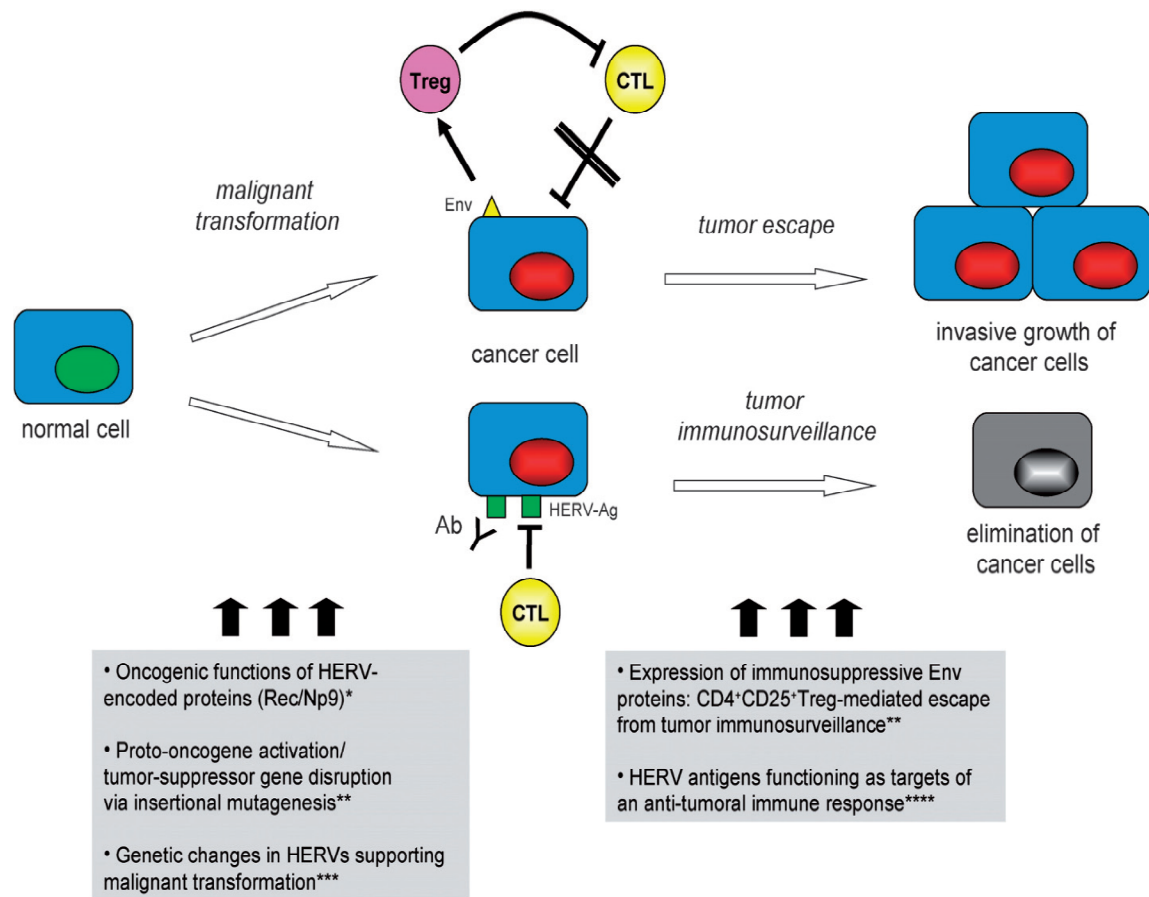 Treg
CTL
malignant
transformation
Env
tumor escape
cancer cell
invasive growth of
cancer cells
normal cell
tumor
immunosurveillance
Ab
HERV-Ag
CTL
elimination of
cancer cells
• Oncogenic functions of HERV-
encoded proteins (Rec/Np9)*
• Proto-oncogene activation/
tumor-suppressor gene disruption
via insertional mutagenesis**
• Genetic changes in HERVs supporting
malignant transformation***
• Expression of immunosuppressive Env
proteins: CD4⁺CD25⁺Treg-mediated escape
from tumor immunosurveillance**
• HERV antigens functioning as targets of
an anti-tumoral immune response****